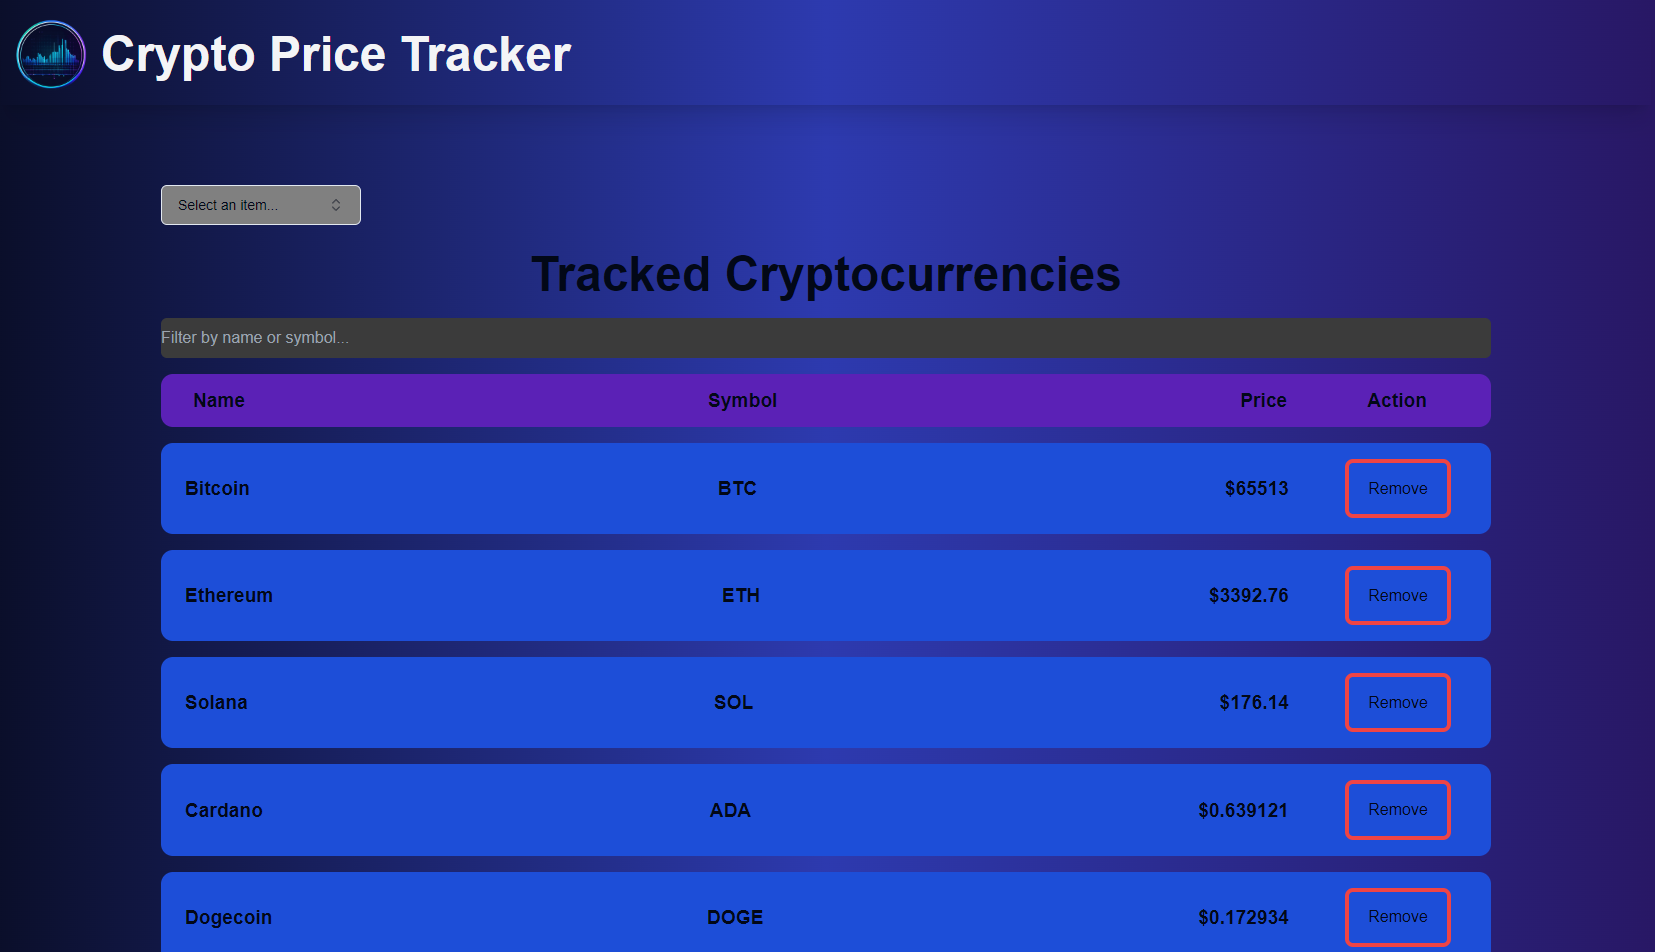 Crypto Price Tracker
Select an item...
Tracked Cryptocurrencies
Filter by name or symbol...
Name Symbol Price Action
Bitcoin BTC $65513 Remove
Ethereum ETH $3392.76 Remove
Solana SOL $176.14 Remove
Cardano ADA $0.639121 Remove
Dogecoin DOGE $0.172934 Remove